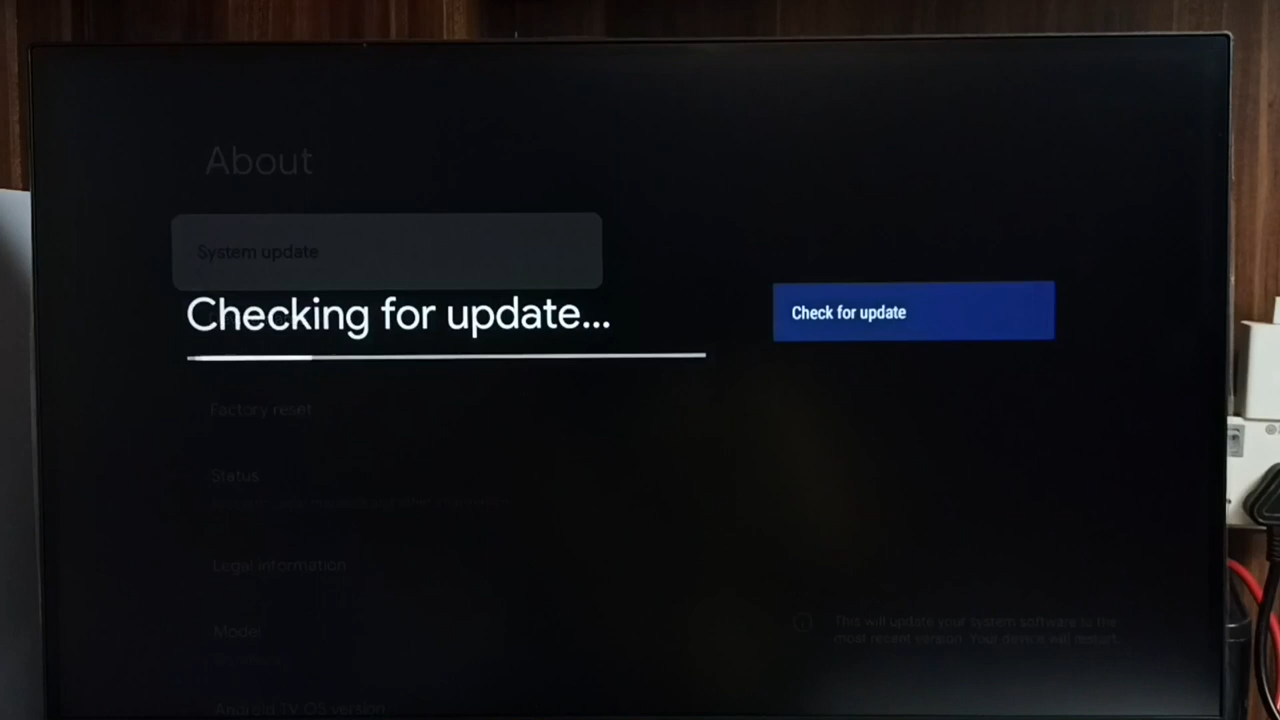 About
System update
Checking for update...
Check for update
Factory reset
Status
Legal information
Model
Android TV OS version
This will update your system software to the
most recent version. Your device will restart.